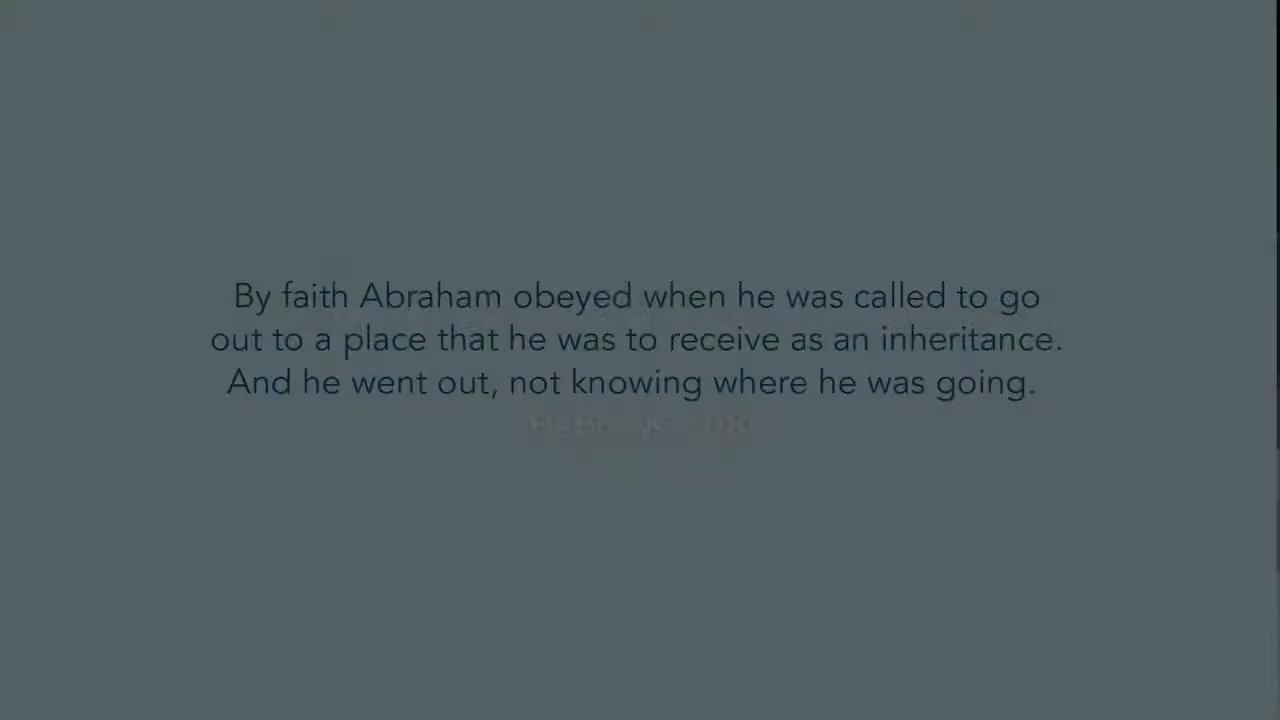 By faith Abraham obeyed when he was called to go
out to a place that he was to receive as an inheritance.
And he went out, not knowing where he was going.